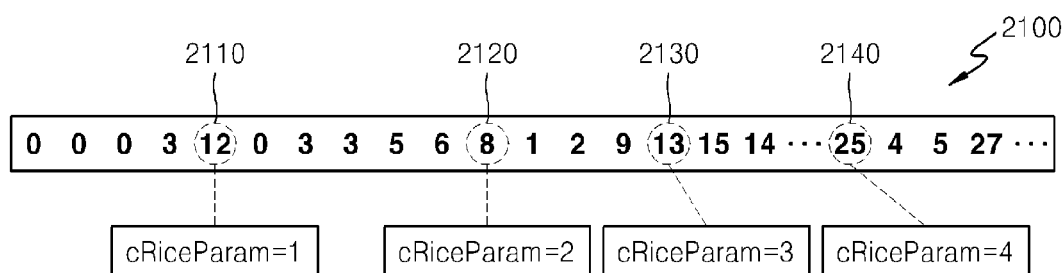 2100
2110 2120 2130 2140
0 0 0 3 12 0 3 3 5 6 8 1 2 9 13 15 14 ··· 25 4 5 27 ···
cRiceParam=1 cRiceParam=2 cRiceParam=3 cRiceParam=4